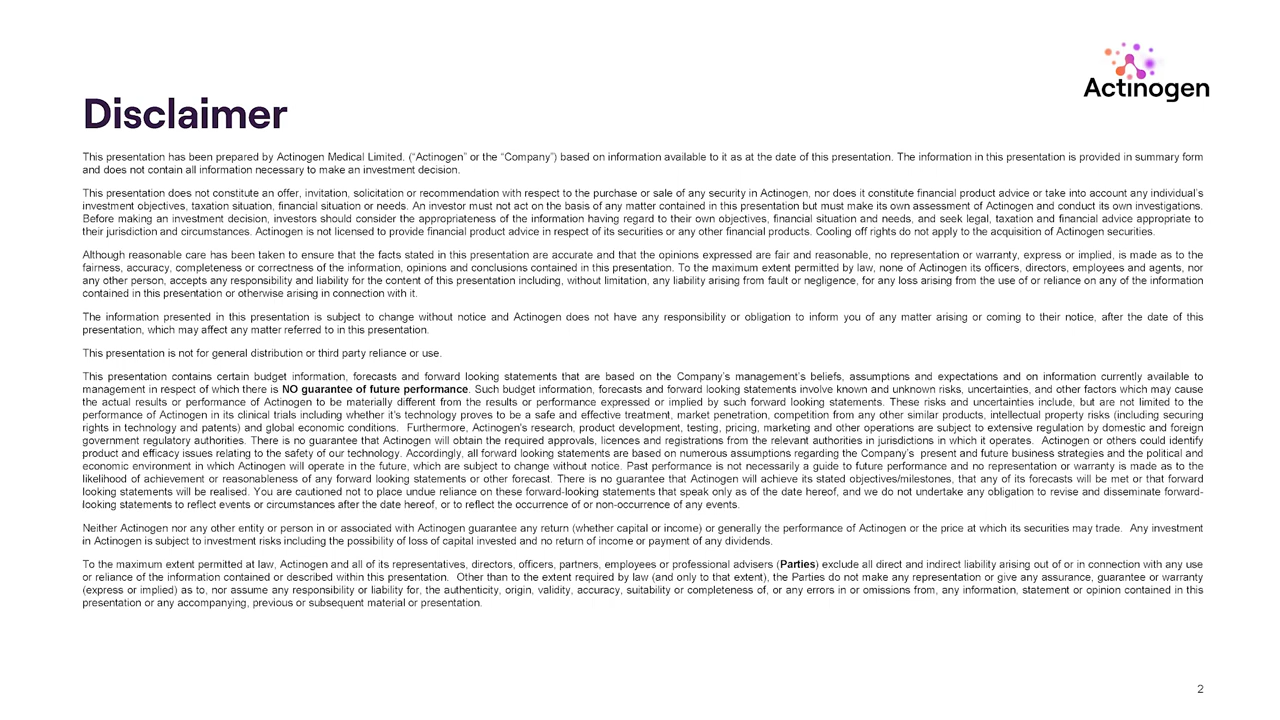 Actinogen
Disclaimer
This presentation has been prepared by Actinogen Medical Limited. (“Actinogen” or the “Company”) based on information available to it as at the date of this presentation. The information in this presentation is provided in summary form
and does not contain all information necessary to make an investment decision.
This presentation does not constitute an offer, invitation, solicitation or recommendation with respect to the purchase or sale of any security in Actinogen, nor does it constitute financial product advice or take into account any individual’s
investment objectives, taxation situation, financial situation or needs. An investor must not act on the basis of any matter contained in this presentation but must make its own assessment of Actinogen and conduct its own investigations.
Before making an investment decision, investors should consider the appropriateness of the information having regard to their own objectives, financial situation and needs, and seek legal, taxation and financial advice appropriate to
their jurisdiction and circumstances. Actinogen is not licensed to provide financial product advice in respect of its securities or any other financial products. Cooling off rights do not apply to the acquisition of Actinogen securities.
Although reasonable care has been taken to ensure that the facts stated in this presentation are accurate and that the opinions expressed are fair and reasonable, no representation or warranty, express or implied, is made as to the
fairness, accuracy, completeness or correctness of the information, opinions and conclusions contained in this presentation. To the maximum extent permitted by law, none of Actinogen its officers, directors, employees and agents, nor
any other person, accepts any responsibility and liability for the content of this presentation including, without limitation, any liability arising from fault or negligence, for any loss arising from the use of or reliance on any of the information
contained in this presentation or otherwise arising in connection with it.
The information presented in this presentation is subject to change without notice and Actinogen does not have any responsibility or obligation to inform you of any matter arising or coming to their notice, after the date of this
presentation, which may affect any matter referred to in this presentation.
This presentation is not for general distribution or third party reliance or use.
This presentation contains certain budget information, forecasts and forward looking statements that are based on the Company’s management’s beliefs, assumptions and expectations and on information currently available to
management in respect of which there is NO guarantee of future performance. Such budget information, forecasts and forward looking statements involve known and unknown risks, uncertainties, and other factors which may cause
the actual results or performance of Actinogen to be materially different from the results or performance expressed or implied by such forward looking statements. These risks and uncertainties include, but are not limited to the
performance of Actinogen in its clinical trials including whether it's technology proves to be a safe and effective treatment, market penetration, competition from any other similar products, intellectual property risks (including securing
rights in technology and patents) and global economic conditions. Furthermore, Actinogen's research, product development, testing, pricing, marketing and other operations are subject to extensive regulation by domestic and foreign
government regulatory authorities. There is no guarantee that Actinogen will obtain the required approvals, licences and registrations from the relevant authorities in jurisdictions in which it operates. Actinogen or others could identify
product and efficacy issues relating to the safety of our technology. Accordingly, all forward looking statements are based on numerous assumptions regarding the Company’s present and future business strategies and the political and
economic environment in which Actinogen will operate in the future, which are subject to change without notice. Past performance is not necessarily a guide to future performance and no representation or warranty is made as to the
likelihood of achievement or reasonableness of any forward looking statements or other forecast. There is no guarantee that Actinogen will achieve its stated objectives/milestones, that any of its forecasts will be met or that forward
looking statements will be realised. You are cautioned not to place undue reliance on these forward-looking statements that speak only as of the date hereof, and we do not undertake any obligation to revise and disseminate forward-
looking statements to reflect events or circumstances after the date hereof, or to reflect the occurrence of or non-occurrence of any events.
Neither Actinogen nor any other entity or person in or associated with Actinogen guarantee any return (whether capital or income) or generally the performance of Actinogen or the price at which its securities may trade. Any investment
in Actinogen is subject to investment risks including the possibility of loss of capital invested and no return of income or payment of any dividends.
To the maximum extent permitted at law, Actinogen and all of its representatives, directors, officers, partners, employees or professional advisers (Parties) exclude all direct and indirect liability arising out of or in connection with any use
or reliance of the information contained or described within this presentation. Other than to the extent required by law (and only to that extent), the Parties do not make any representation or give any assurance, guarantee or warranty
(express or implied) as to, nor assume any responsibility or liability for, the authenticity, origin, validity, accuracy, suitability or completeness of, or any errors in or omissions from, any information, statement or opinion contained in this
presentation or any accompanying, previous or subsequent material or presentation.
2